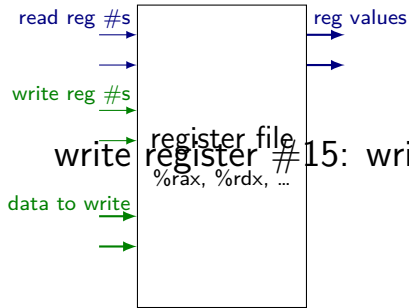 read reg #s
reg values
write reg #s
register file
write register #15: wri
%rax, %rdx, …
data to write